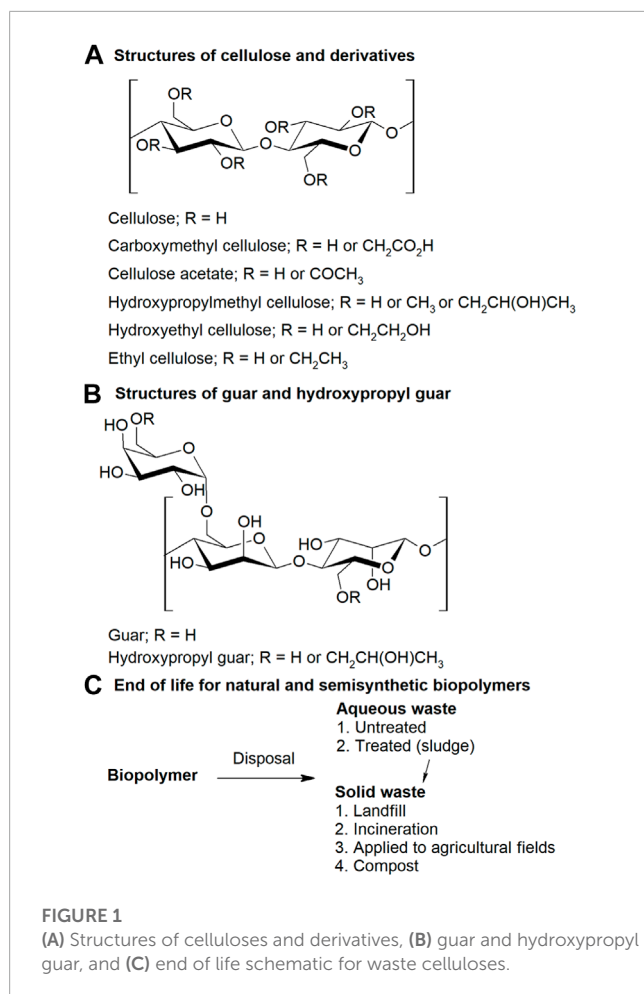 A Structures of cellulose and derivatives
OR
O
OR
OR
OR
O
OR
O
O
OR
Cellulose; R = H
Carboxymethyl cellulose; R = H or CH₂CO₂H
Cellulose acetate; R = H or COCH₃
Hydroxypropylmethyl cellulose; R = H or CH₃ or CH₂CH(OH)CH₃
Hydroxyethyl cellulose; R = H or CH₂CH₂OH
Ethyl cellulose; R = H or CH₂CH₃
B Structures of guar and hydroxypropyl guar
HO OR
O
HO
OH
O
OH
O
HO
O
HO
O
O
OH
OR
Guar; R = H
Hydroxypropyl guar; R = H or CH₂CH(OH)CH₃
C End of life for natural and semisynthetic biopolymers
Aqueous waste
1. Untreated
2. Treated (sludge)
Biopolymer
Disposal
Solid waste
1. Landfill
2. Incineration
3. Applied to agricultural fields
4. Compost
FIGURE 1
(A) Structures of celluloses and derivatives, (B) guar and hydroxypropyl
guar, and (C) end of life schematic for waste celluloses.